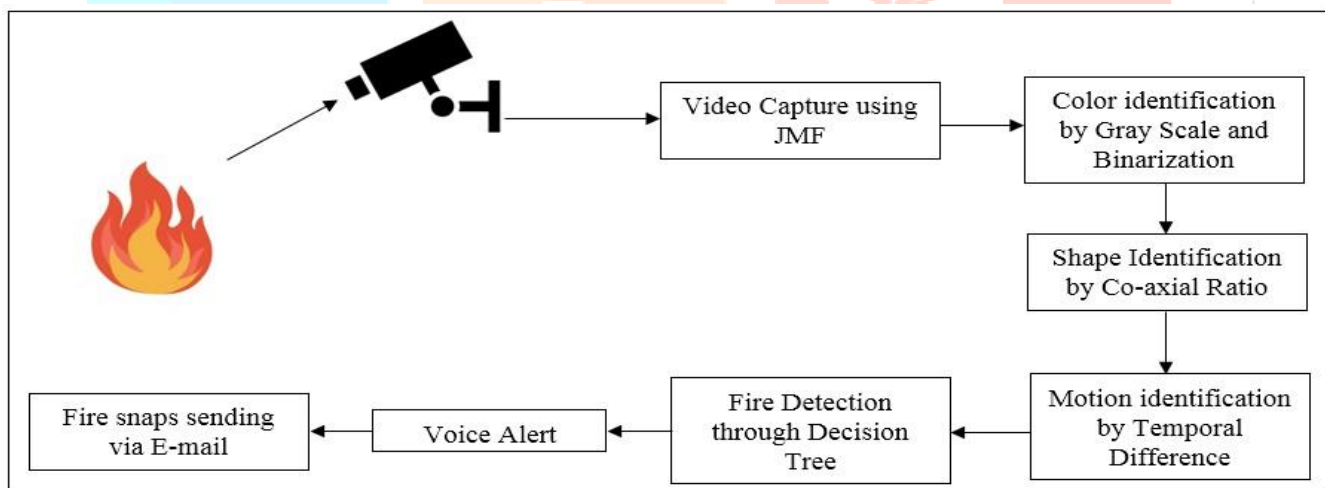 Video Capture using
JMF
Color identification
by Gray Scale and
Binarization
Shape Identification
by Co-axial Ratio
Motion identification
by Temporal
Difference
Fire Detection
through Decision
Tree
Voice Alert
Fire snaps sending
via E-mail